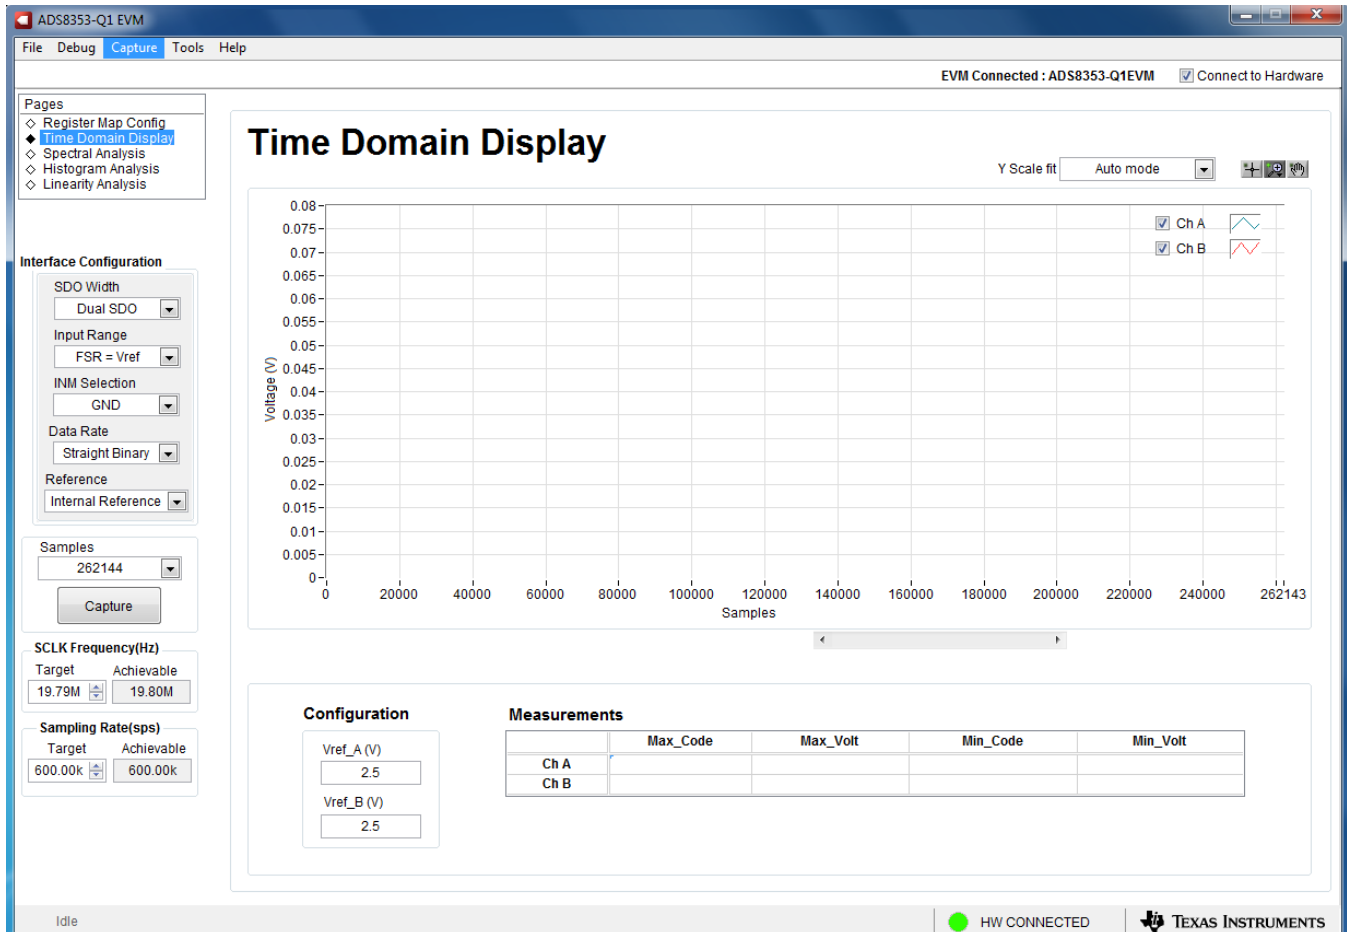 ADS8353-Q1 EVM
File Debug Capture Tools Help
EVM Connected : ADS8353-Q1EVM Connect to Hardware
Pages
Register Map Config
Time Domain Display
Spectral Analysis
Histogram Analysis
Linearity Analysis
Interface Configuration
SDO Width
Dual SDO
Input Range
FSR = Vref
INM Selection
GND
Data Rate
Straight Binary
Reference
Internal Reference
Samples
262144
Capture
SCLK Frequency(Hz)
Target Achievable
19.79M 19.80M
Sampling Rate(sps)
Target Achievable
600.00k 600.00k
Time Domain Display
Y Scale fit Auto mode
Ch A
Ch B
0.08
0.075
0.07
0.065
0.06
0.055
0.05
0.045
0.04
0.035
0.03
0.025
0.02
0.015
0.01
0.005
0
Voltage (V)
0 20000 40000 60000 80000 100000 120000 140000 160000 180000 200000 220000 240000 262143
Samples
Configuration
Vref_A (V)
2.5
Vref_B (V)
2.5
Measurements
Max_Code Max_Volt Min_Code Min_Volt
Ch A
Ch B
Idle
HW CONNECTED
TEXAS INSTRUMENTS